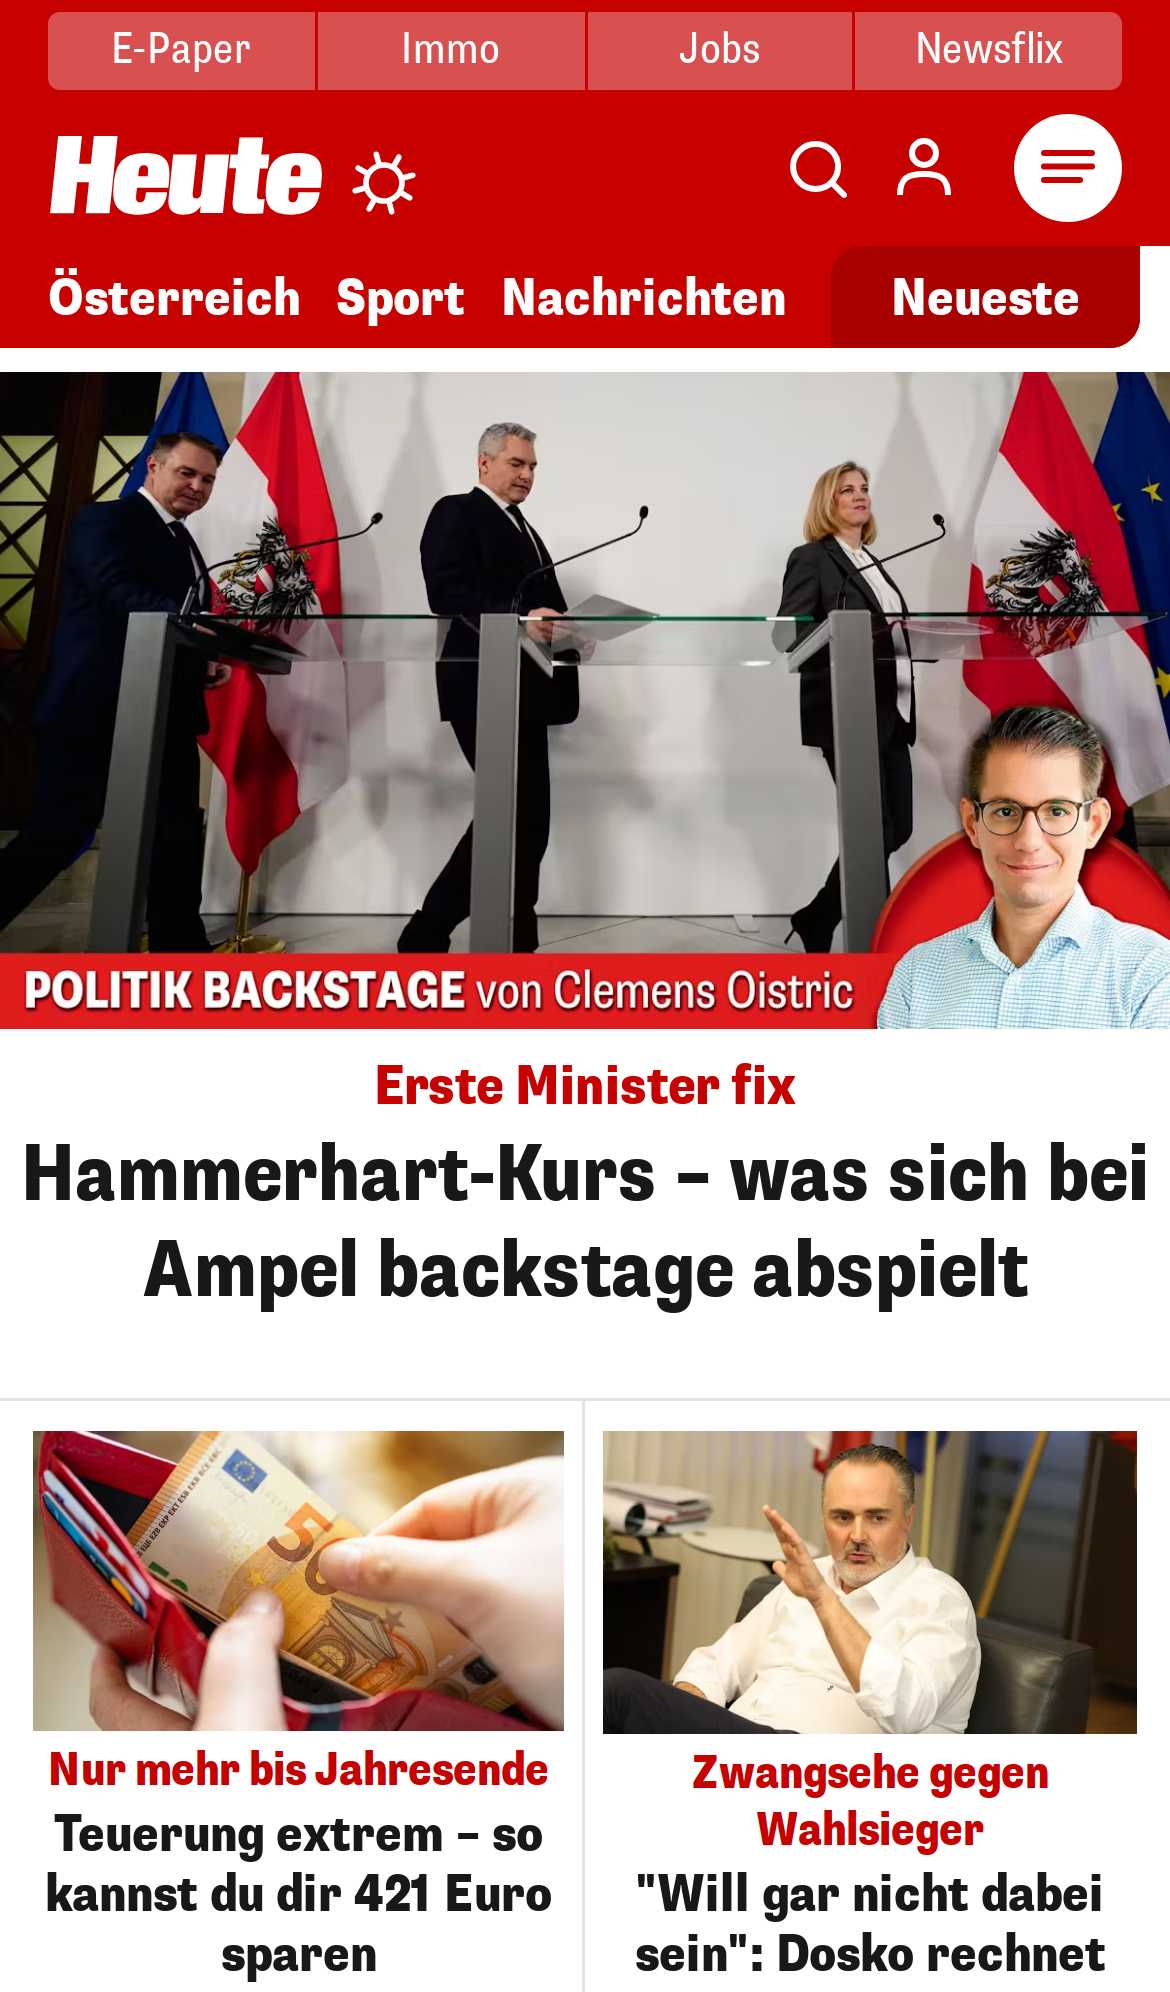 E-Paper
Immo
Jobs
Newsflix
Heute
Österreich
Sport
Nachrichten
Neueste
POLITIK BACKSTAGE von Clemens Oistric
Erste Minister fix
Hammerhart-Kurs – was sich bei
Ampel backstage abspielt
50
Nur mehr bis Jahresende
Teuerung extrem – so
kannst du dir 421 Euro
sparen
Zwangsehe gegen
Wahlsieger
"Will gar nicht dabei
sein": Dosko rechnet